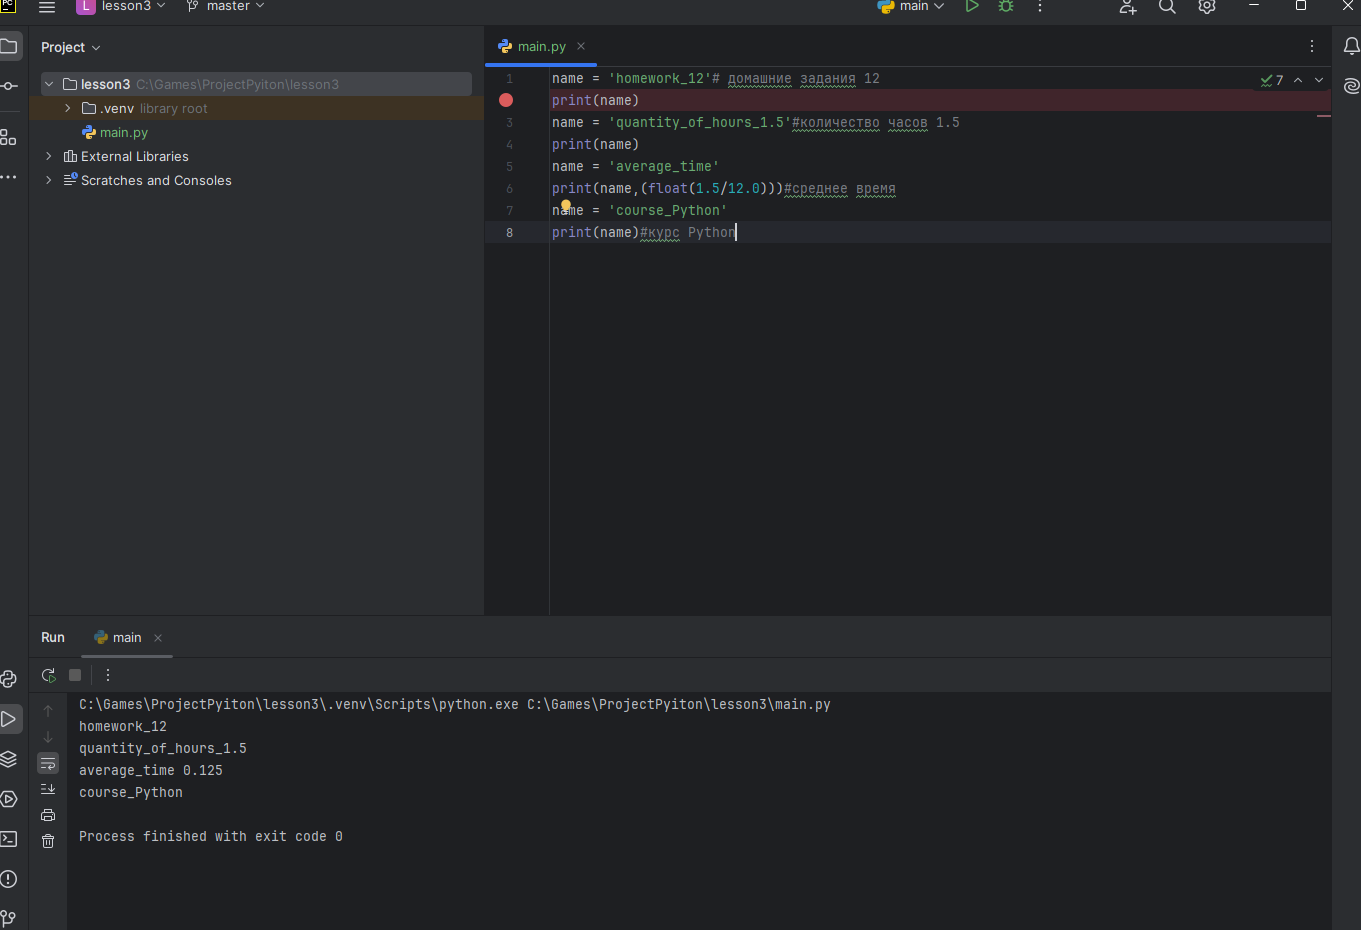 PC
L lesson3 master main
Project
lesson3 C:\Games\ProjectPyiton\lesson3
.venv library root
main.py
External Libraries
Scratches and Consoles
main.py
7
1 name = 'homework_12'# домашние задания 12
print(name)
3 name = 'quantity_of_hours_1.5'#количество часов 1.5
4 print(name)
5 name = 'average_time'
6 print(name,(float(1.5/12.0)))#среднее время
7 name = 'course_Python'
8 print(name)#курс Python
Run main
C:\Games\ProjectPyiton\lesson3\.venv\Scripts\python.exe C:\Games\ProjectPyiton\lesson3\main.py
homework_12
quantity_of_hours_1.5
average_time 0.125
course_Python
Process finished with exit code 0